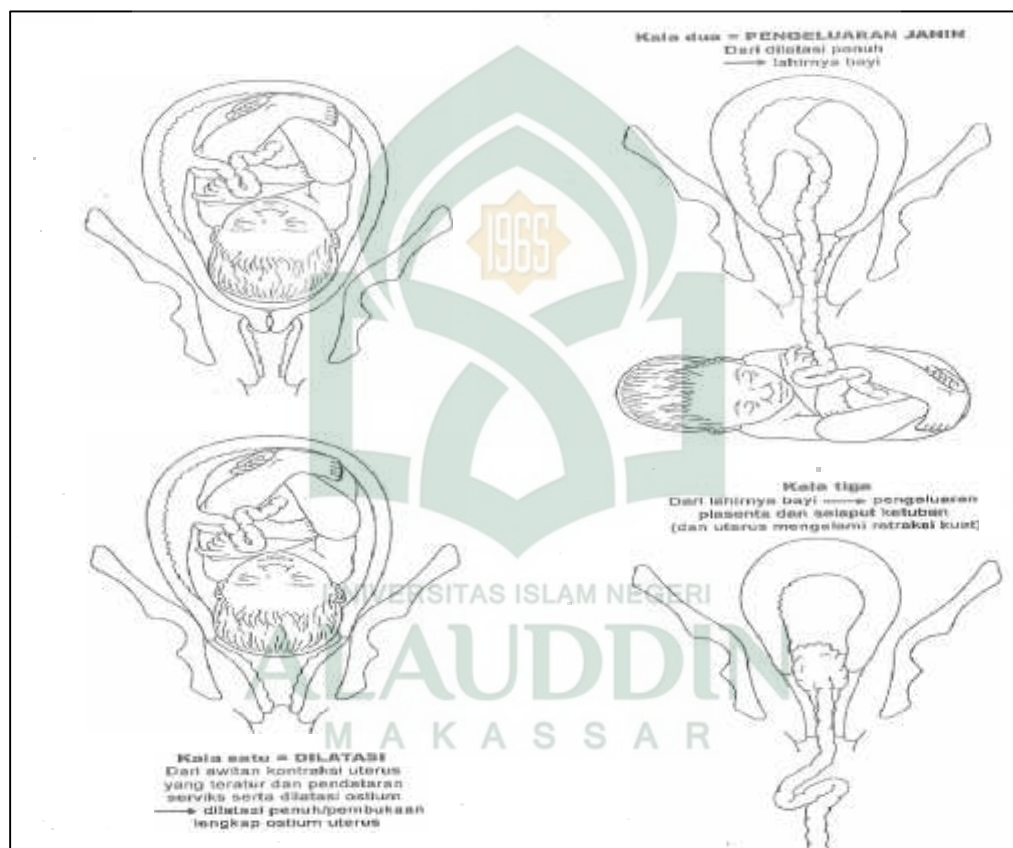 Kala dua = PENGELUARAN JANIN
Dari dilatasi penuh
→ lahirnya bayi
1965
Kala tiga
Dari lahirnya bayi → pengeluaran
plasenta dan selaput ketuban
(dan uterus mengalami retraksi kuat)
UNIVERSITAS ISLAM NEGERI
ALAUDDIN
MAKASSAR
Kala satu = DILATASI
Dari awitan kontraksi uterus
yang teratur dan pendataran
serviks serta dilatasi ostium
→ dilatasi penuh/pembukaan
lengkap ostium uterus